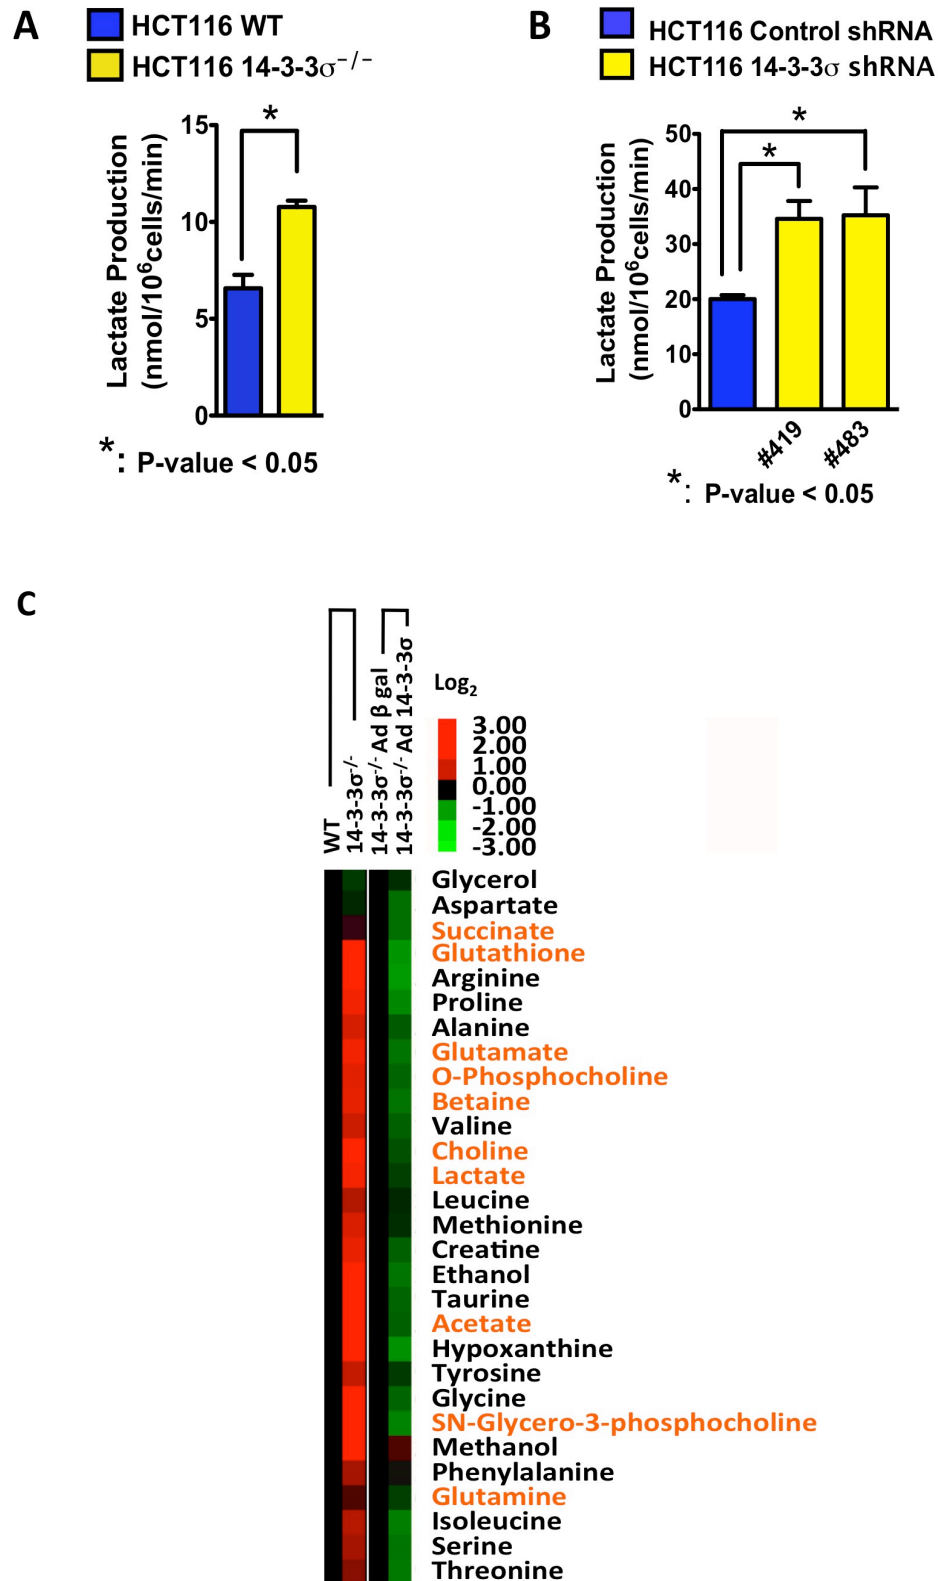 A
HCT116 WT
HCT116 14-3-3σ⁻/⁻
Lactate Production
(nmol/10⁶cells/min)
15
10
5
0
*
*: P-value < 0.05
B
HCT116 Control shRNA
HCT116 14-3-3σ shRNA
Lactate Production
(nmol/10⁶cells/min)
50
40
30
20
10
0
*
*
#419
#483
*: P-value < 0.05
C
WT
14-3-3σ⁻/⁻
14-3-3σ⁻/⁻ Ad β gal
14-3-3σ⁻/⁻ Ad 14-3-3σ
Log₂
3.00
2.00
1.00
0.00
-1.00
-2.00
-3.00
Glycerol
Aspartate
Succinate
Glutathione
Arginine
Proline
Alanine
Glutamate
O-Phosphocholine
Betaine
Valine
Choline
Lactate
Leucine
Methionine
Creatine
Ethanol
Taurine
Acetate
Hypoxanthine
Tyrosine
Glycine
SN-Glycero-3-phosphocholine
Methanol
Phenylalanine
Glutamine
Isoleucine
Serine
Threonine